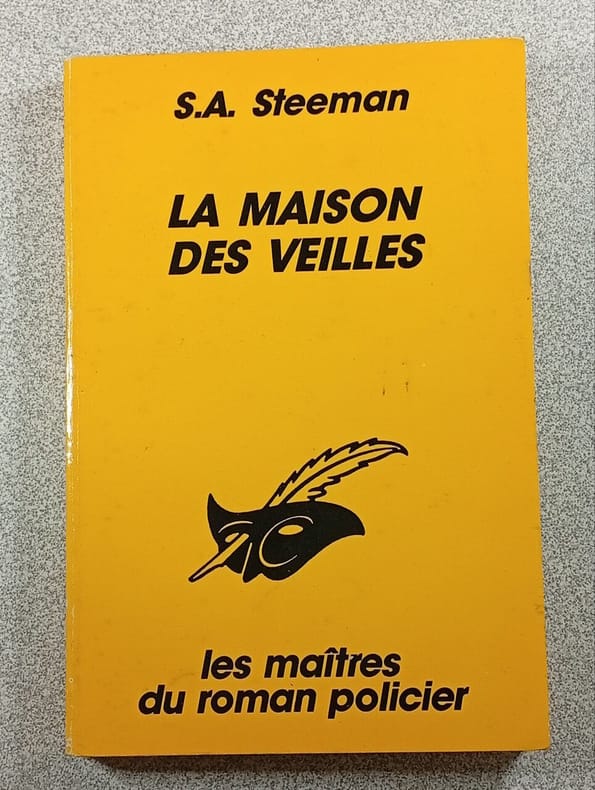 S.A. Steeman
LA MAISON
DES VEILLES
les maîtres
du roman policier